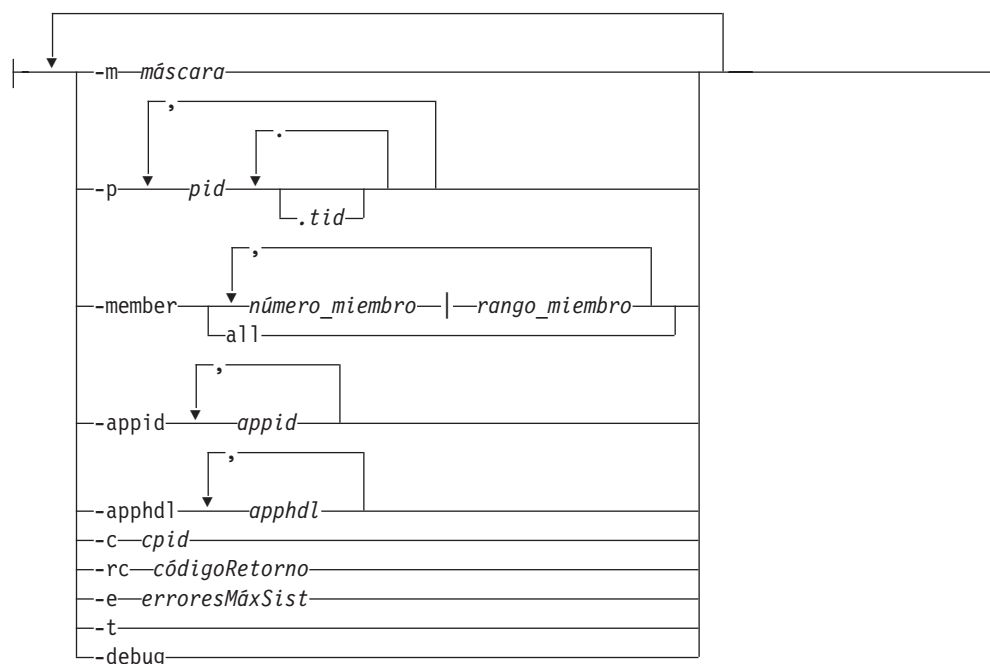 -m máscara
,
.
-p pid
.tid
,
-member número_miembro | rango_miembro
all
,
-appid appid
,
-apphdl apphdl
-c cpid
-rc códigoRetorno
-e erroresMáxSist
-t
-debug